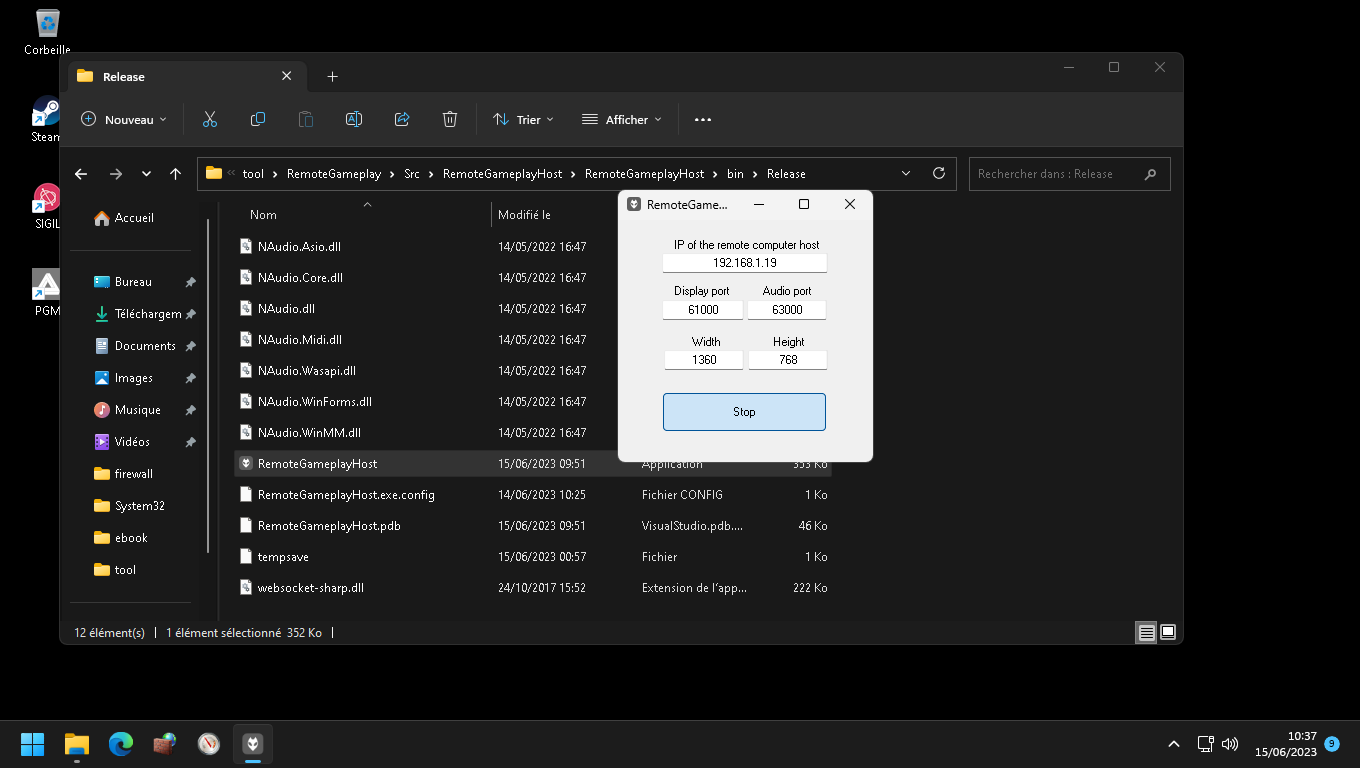 Corbeille
Steam
SIGIL
PGM
Release
Nouveau
Trier
Afficher
tool
RemoteGameplay
Src
RemoteGameplayHost
RemoteGameplayHost
bin
Release
Rechercher dans : Release
Accueil
Bureau
Téléchargem
Documents
Images
Musique
Vidéos
firewall
System32
ebook
tool
Nom Modifié le
NAudio.Asio.dll 14/05/2022 16:47
NAudio.Core.dll 14/05/2022 16:47
NAudio.dll 14/05/2022 16:47
NAudio.Midi.dll 14/05/2022 16:47
NAudio.Wasapi.dll 14/05/2022 16:47
NAudio.WinForms.dll 14/05/2022 16:47
NAudio.WinMM.dll 14/05/2022 16:47
RemoteGameplayHost 15/06/2023 09:51 Application 353 Ko
RemoteGameplayHost.exe.config 14/06/2023 10:25 Fichier CONFIG 1 Ko
RemoteGameplayHost.pdb 15/06/2023 09:51 VisualStudio.pdb.... 46 Ko
tempsave 15/06/2023 00:57 Fichier 1 Ko
websocket-sharp.dll 24/10/2017 15:52 Extension de l'app... 222 Ko
12 élément(s) 1 élément sélectionné 352 Ko
RemoteGame...
IP of the remote computer host
192.168.1.19
Display port Audio port
61000 63000
Width Height
1360 768
Stop
10:37
15/06/2023
9